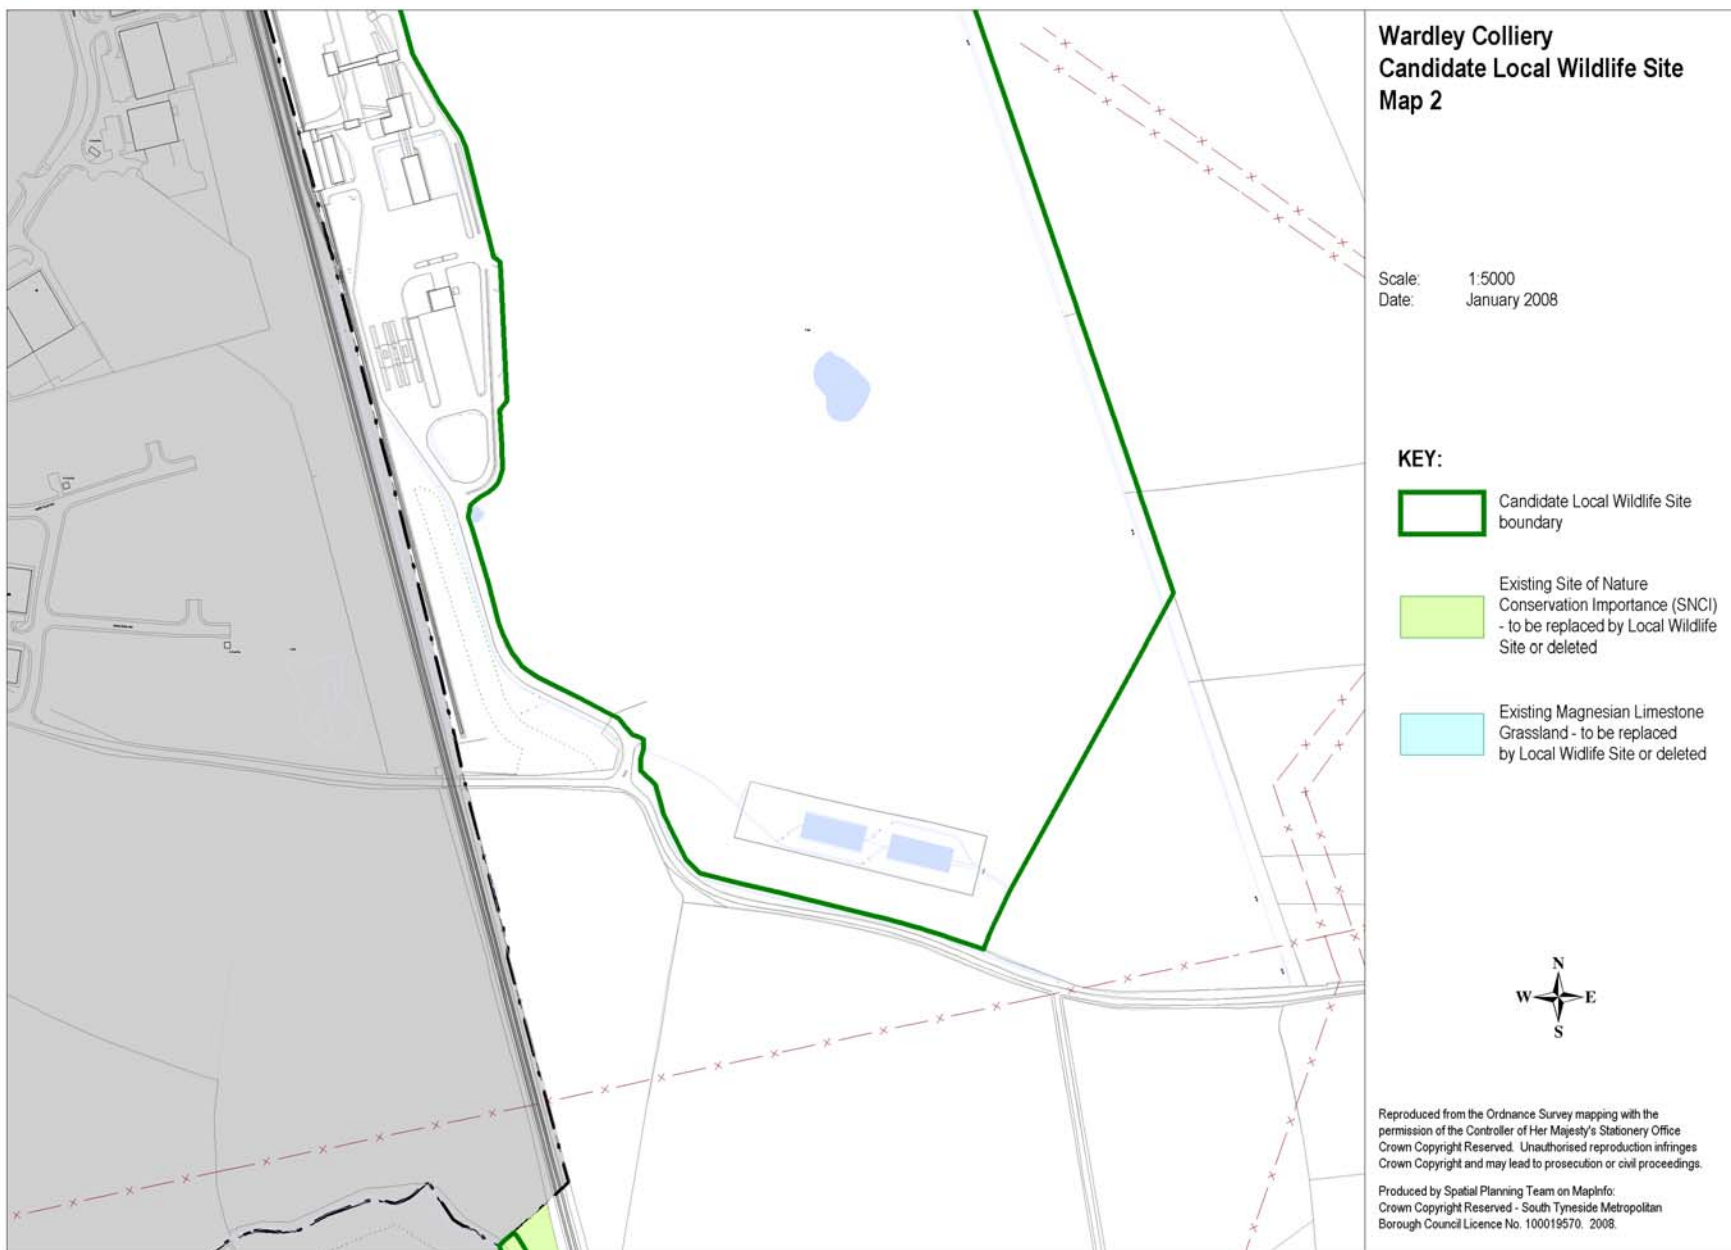 Wardley Colliery
Candidate Local Wildlife Site
Map 2
Scale: 1:5000
Date: January 2008
KEY:
Candidate Local Wildlife Site
boundary
Existing Site of Nature
Conservation Importance (SNCI)
- to be replaced by Local Wildlife
Site or deleted
Existing Magnesian Limestone
Grassland - to be replaced
by Local Widlife Site or deleted
N
W E
S
Reproduced from the Ordnance Survey mapping with the
permission of the Controller of Her Majesty's Stationery Office
Crown Copyright Reserved. Unauthorised reproduction infringes
Crown Copyright and may lead to prosecution or civil proceedings.
Produced by Spatial Planning Team on MapInfo:
Crown Copyright Reserved - South Tyneside Metropolitan
Borough Council Licence No. 100019570. 2008.